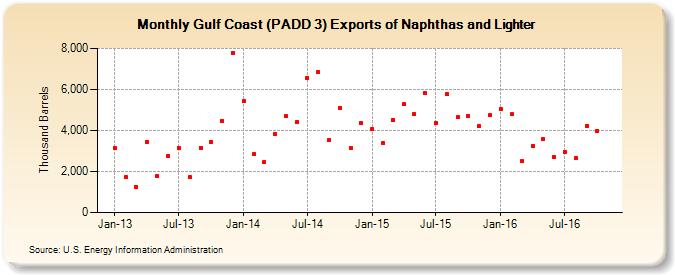 Monthly Gulf Coast (PADD 3) Exports of Naphthas and Lighter
Thousand Barrels
8,000
6,000
4,000
2,000
0
Jan-13 Jul-13 Jan-14 Jul-14 Jan-15 Jul-15 Jan-16 Jul-16
Source: U.S. Energy Information Administration